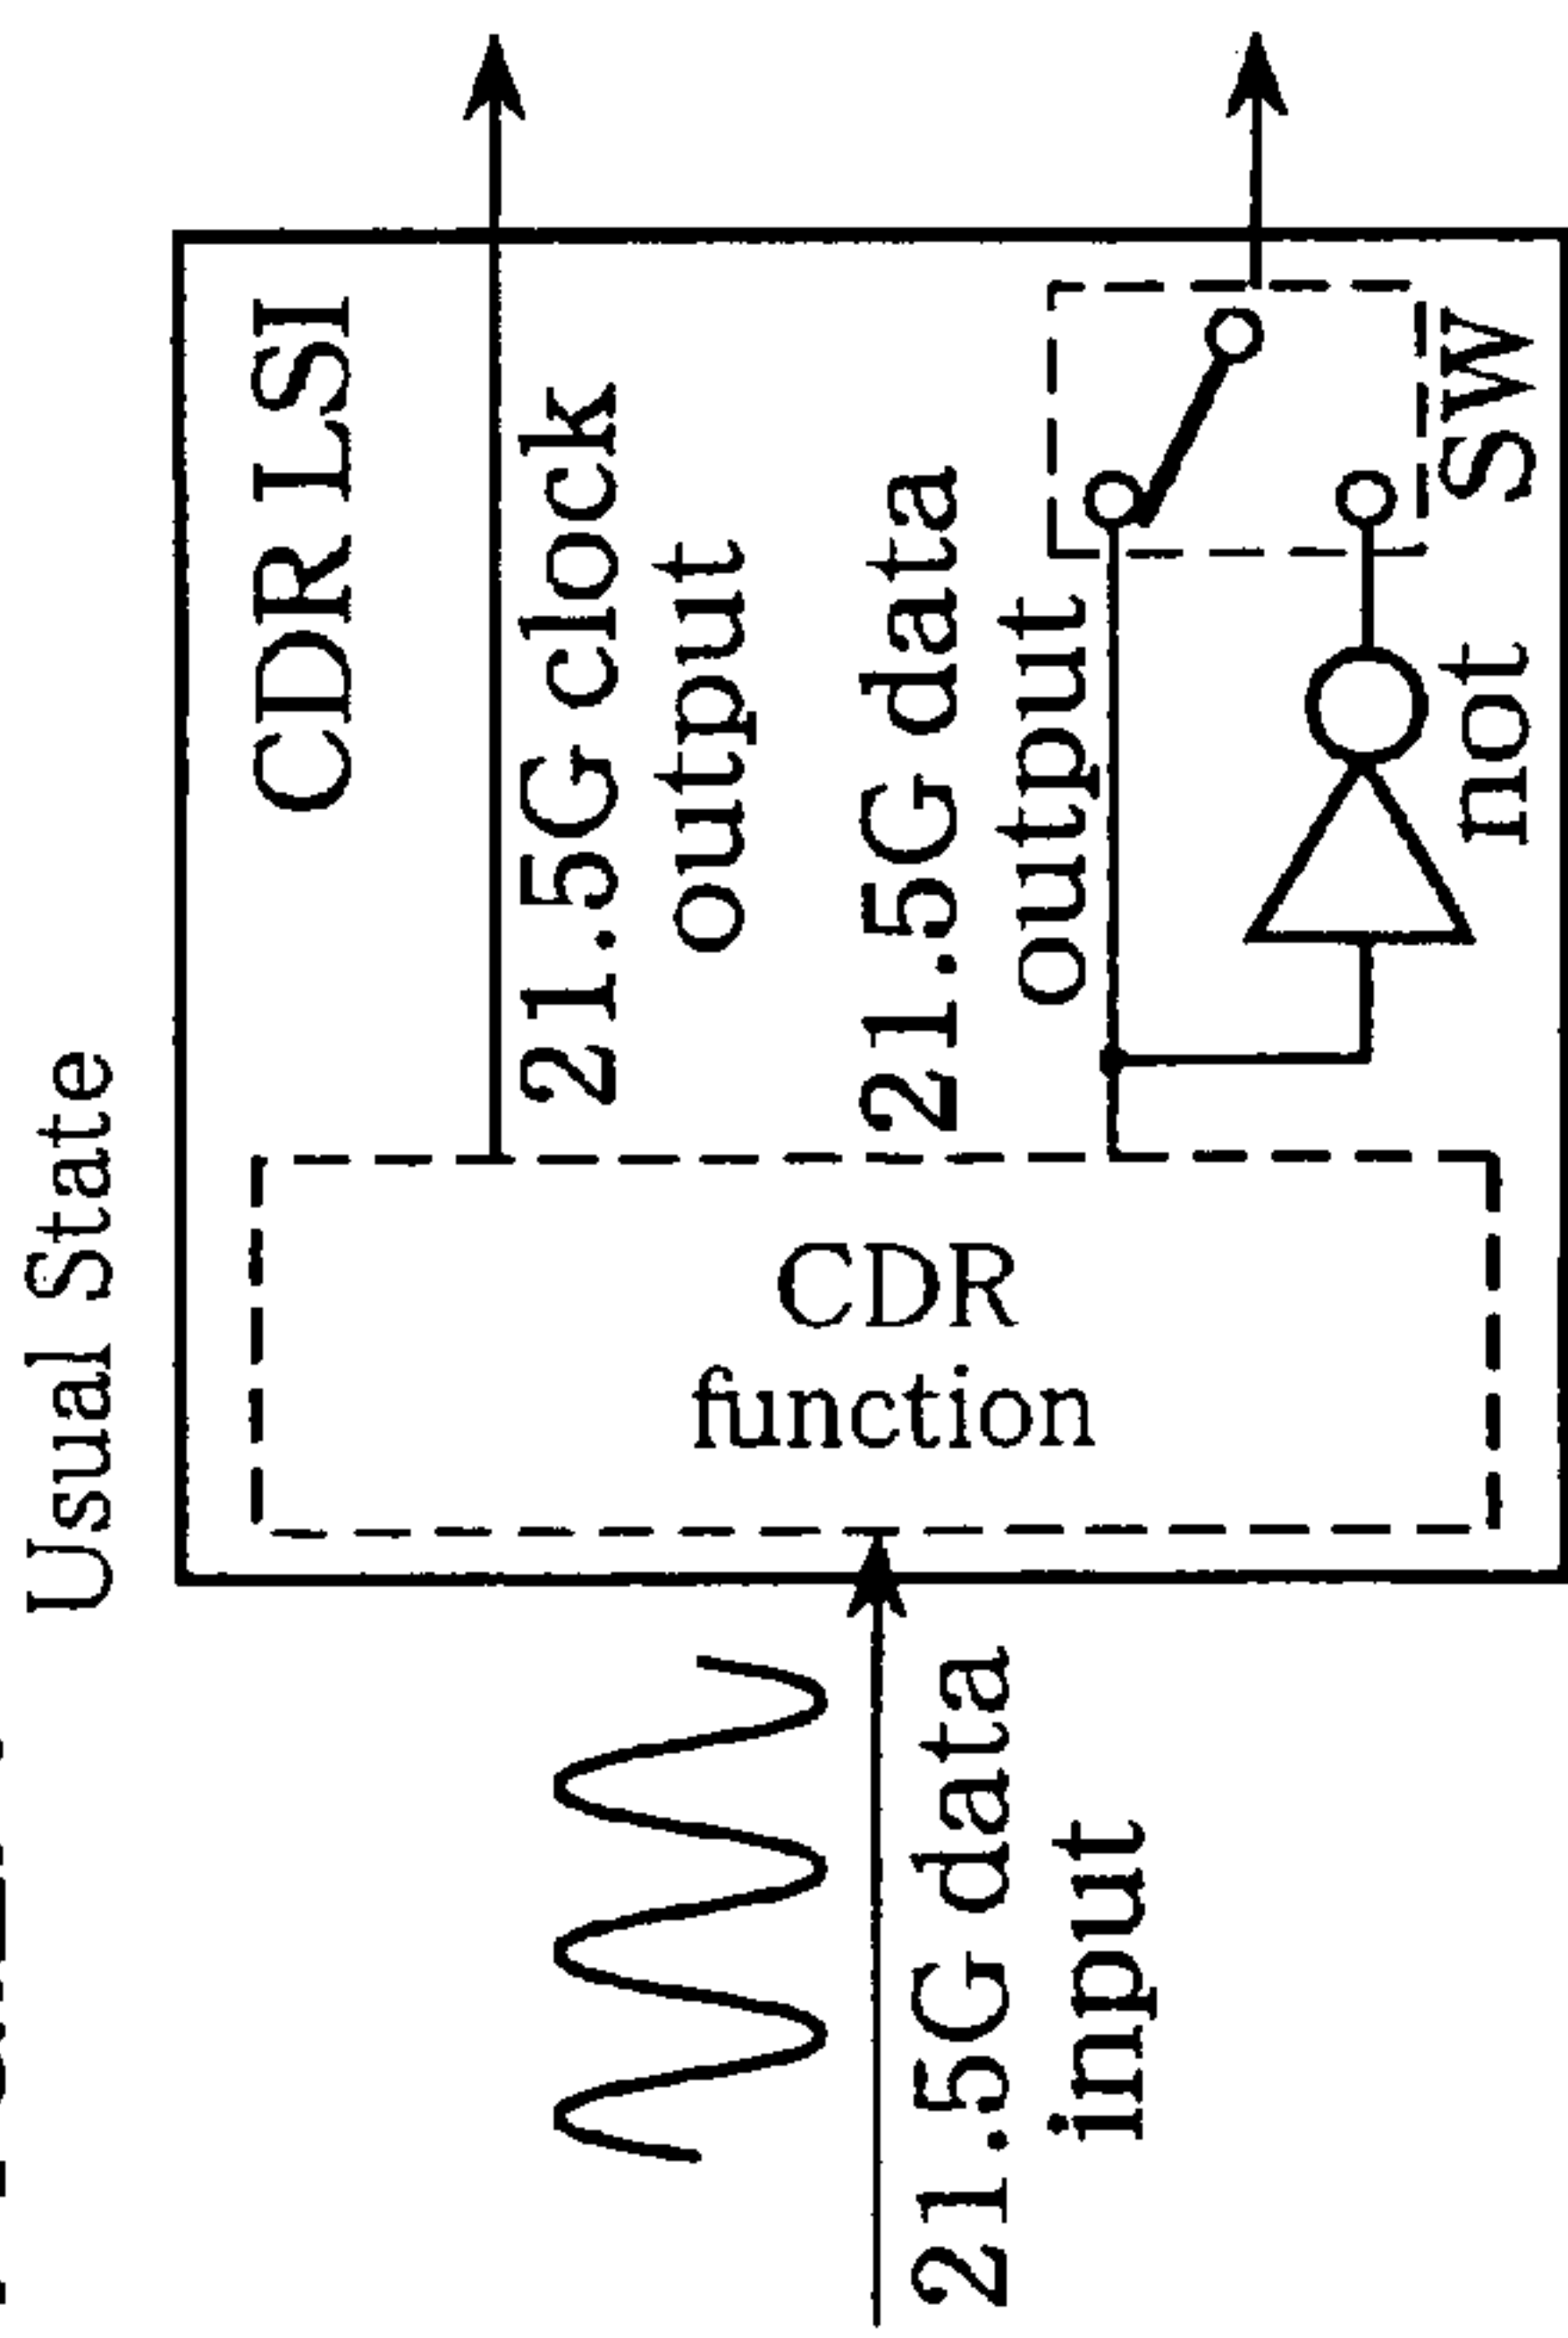 Usual State
CDR LSI
21.5G clock
output
21.5G data
output
SW
not
CDR
function
21.5G data
input